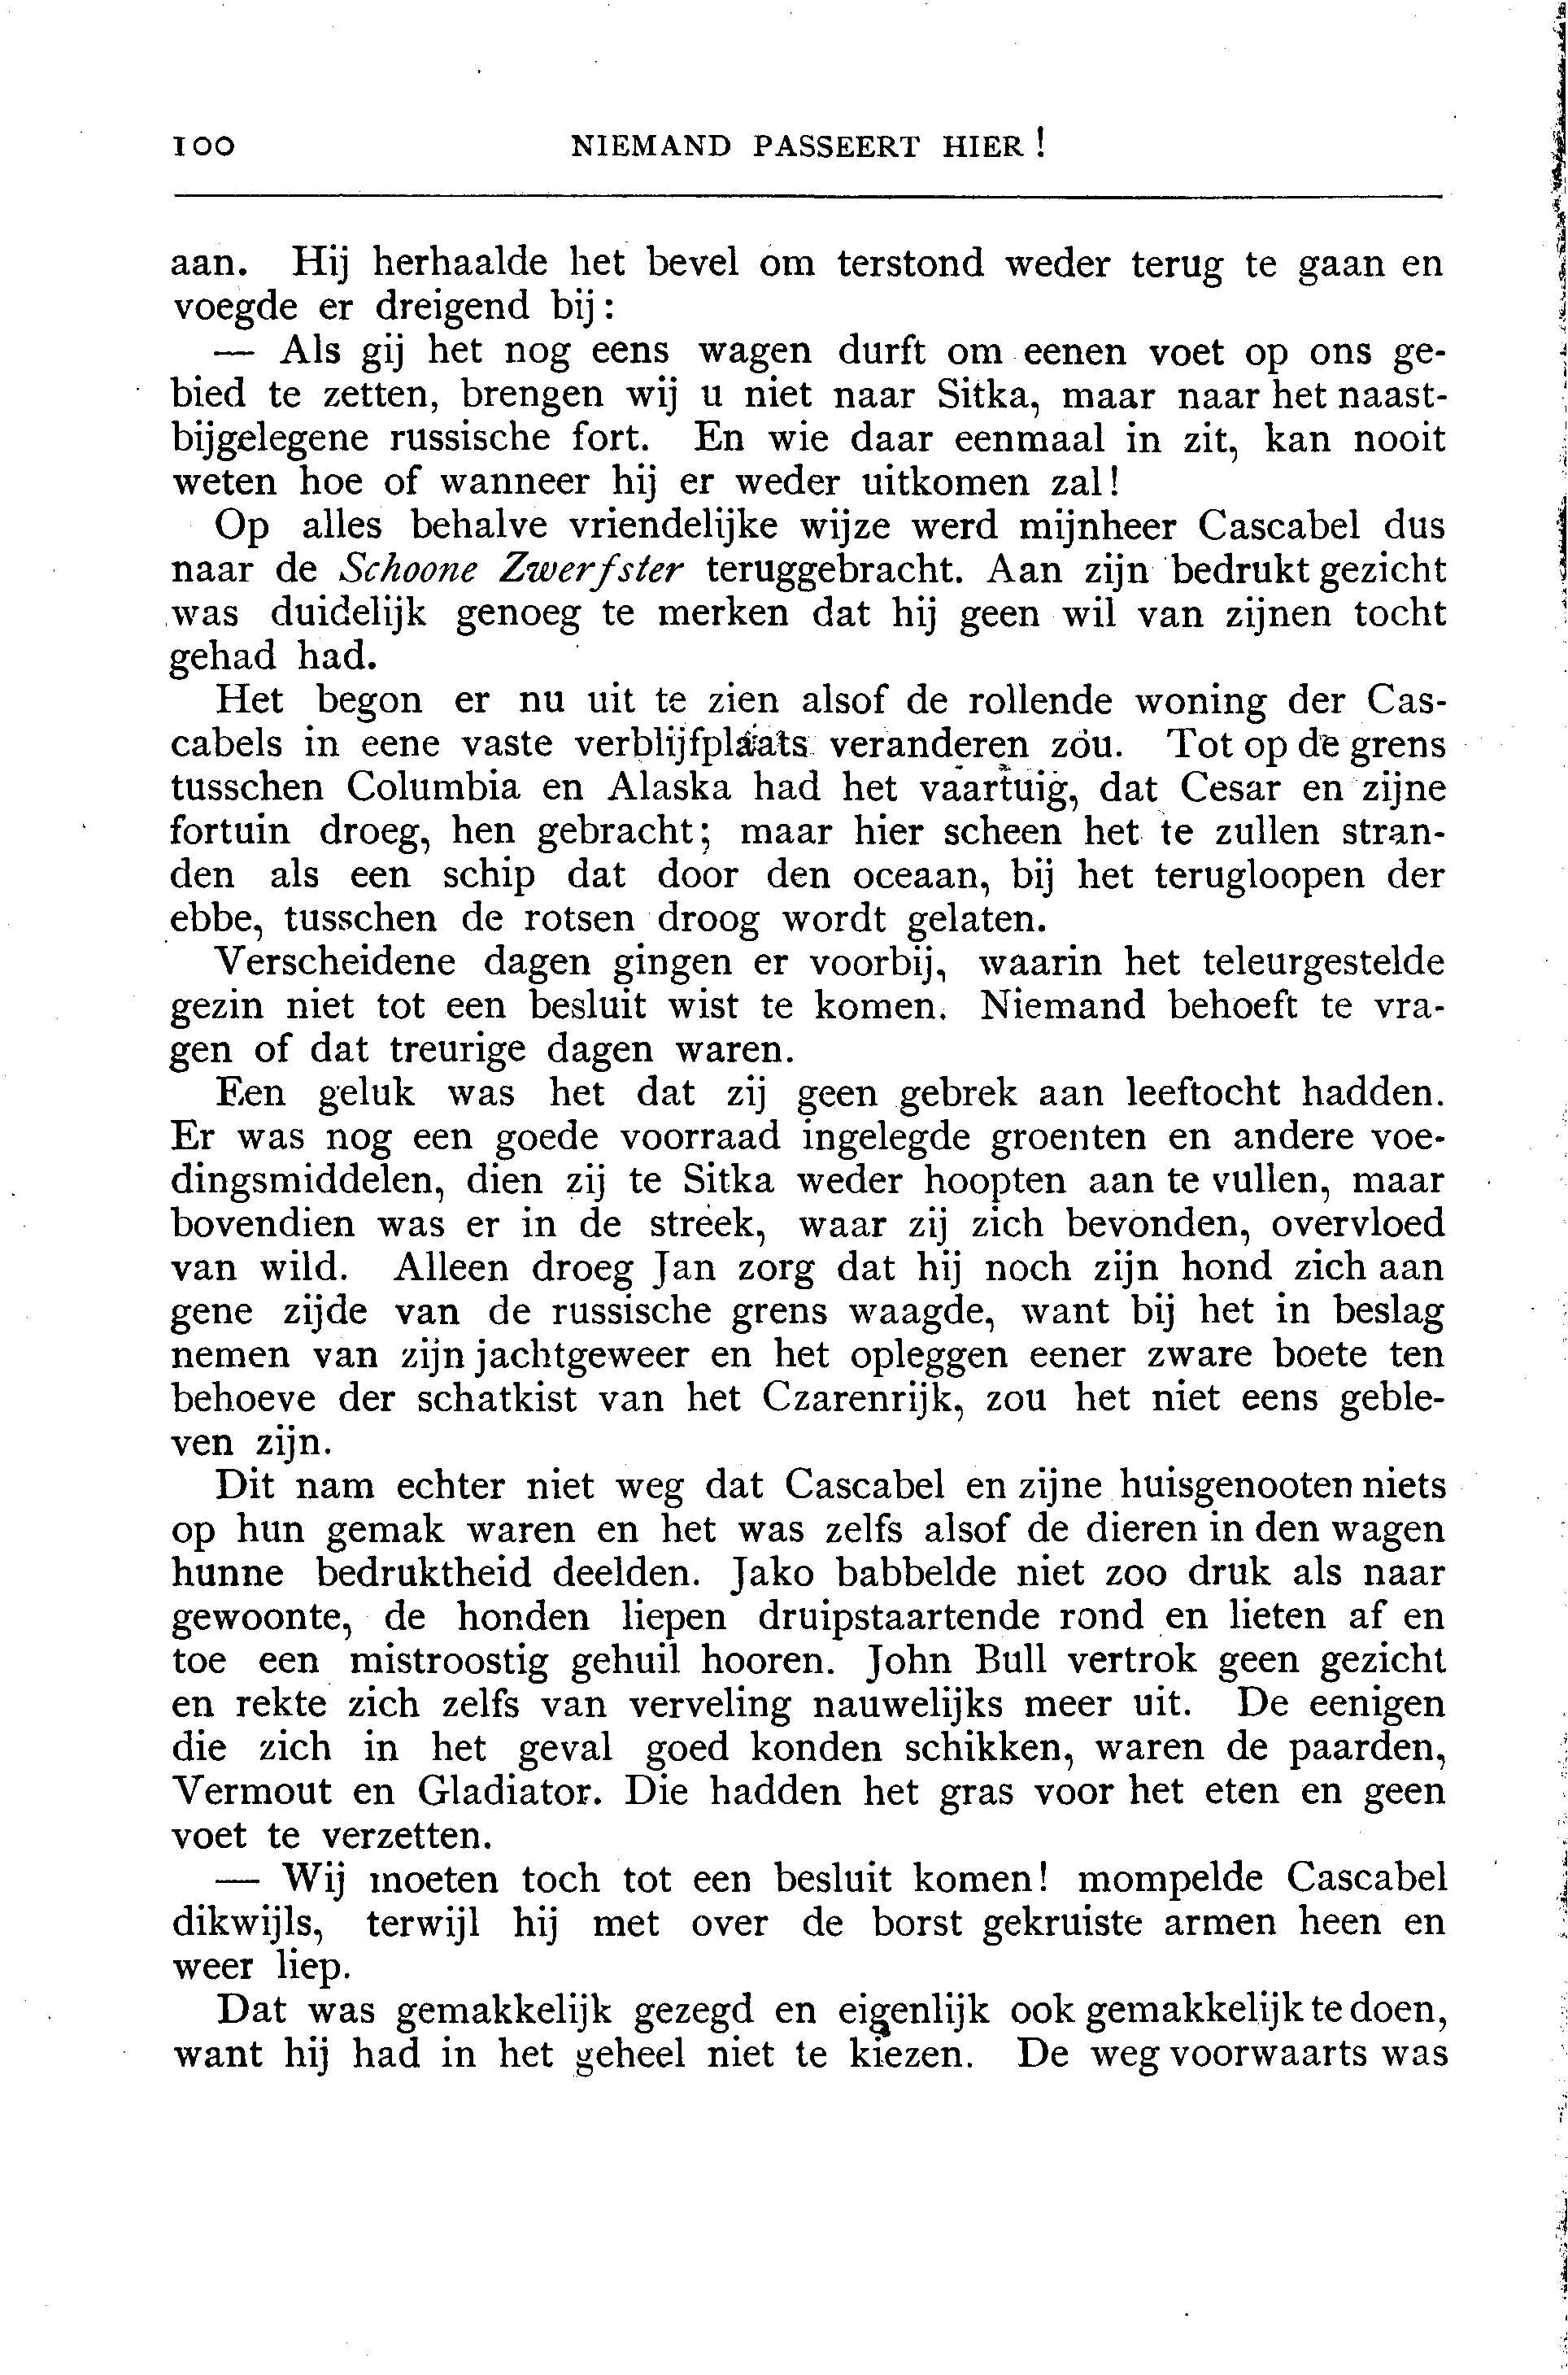 100 NIEMAND PASSEERT HIER!
aan. Hij herhaalde het bevel om terstond weder terug te gaan en
voegde er dreigend bij:
— Als gij het nog eens wagen durft om eenen voet op ons ge-
bied te zetten, brengen wij u niet naar Sitka, maar naar het naast-
bijgelegene russische fort. En wie daar eenmaal in zit, kan nooit
weten hoe of wanneer hij er weder uitkomen zal!
Op alles behalve vriendelijke wijze werd mijnheer Cascabel dus
naar de Schoone Zwerfster teruggebracht. Aan zijn bedrukt gezicht
was duidelijk genoeg te merken dat hij geen wil van zijnen tocht
gehad had.
Het begon er nu uit te zien alsof de rollende woning der Cas-
cabels in eene vaste verblijfplaats veranderen zou. Tot op de grens
tusschen Columbia en Alaska had het vaartuig, dat Cesar en zijne
fortuin droeg, hen gebracht; maar hier scheen het te zullen stran-
den als een schip dat door den oceaan, bij het terugloopen der
ebbe, tusschen de rotsen droog wordt gelaten.
Verscheidene dagen gingen er voorbij, waarin het teleurgestelde
gezin niet tot een besluit wist te komen. Niemand behoeft te vra-
gen of dat treurige dagen waren.
Een geluk was het dat zij geen gebrek aan leeftocht hadden.
Er was nog een goede voorraad ingelegde groenten en andere voe-
dingsmiddelen, dien zij te Sitka weder hoopten aan te vullen, maar
bovendien was er in de streek, waar zij zich bevonden, overvloed
van wild. Alleen droeg Jan zorg dat hij noch zijn hond zich aan
gene zijde van de russische grens waagde, want bij het in beslag
nemen van zijn jachtgeweer en het opleggen eener zware boete ten
behoeve der schatkist van het Czarenrijk, zou het niet eens geble-
ven zijn.
Dit nam echter niet weg dat Cascabel en zijne huisgenooten niets
op hun gemak waren en het was zelfs alsof de dieren in den wagen
hunne bedruktheid deelden. Jako babbelde niet zoo druk als naar
gewoonte, de honden liepen druipstaartende rond en lieten af en
toe een mistroostig gehuil hooren. John Bull vertrok geen gezicht
en rekte zich zelfs van verveling nauwelijks meer uit. De eenigen
die zich in het geval goed konden schikken, waren de paarden,
Vermout en Gladiator. Die hadden het gras voor het eten en geen
voet te verzetten.
— Wij moeten toch tot een besluit komen! mompelde Cascabel
dikwijls, terwijl hij met over de borst gekruiste armen heen en
weer liep.
Dat was gemakkelijk gezegd en eigenlijk ook gemakkelijk te doen,
want hij had in het geheel niet te kiezen. De weg voorwaarts was